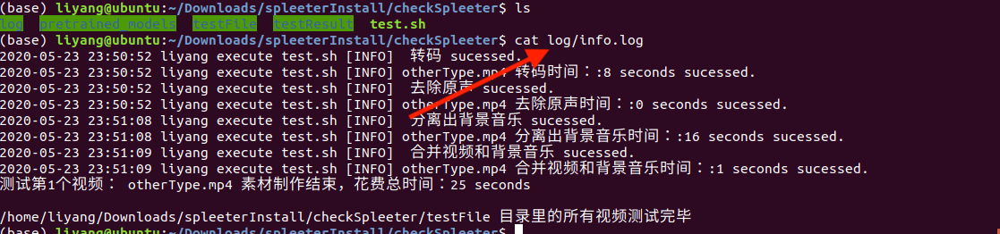 (base) liyang@ubuntu:~/Downloads/spleeterInstall/checkSpleeter$ ls
log pretrained_models testFile testResult test.sh
(base) liyang@ubuntu:~/Downloads/spleeterInstall/checkSpleeter$ cat log/info.log
2020-05-23 23:50:52 liyang execute test.sh [INFO] 转码 sucessed.
2020-05-23 23:50:52 liyang execute test.sh [INFO] otherType.mp4 转码时间：:8 seconds sucessed.
2020-05-23 23:50:52 liyang execute test.sh [INFO] 去除原声 sucessed.
2020-05-23 23:50:52 liyang execute test.sh [INFO] otherType.mp4 去除原声时间：:0 seconds sucessed.
2020-05-23 23:51:08 liyang execute test.sh [INFO] 分离出背景音乐 sucessed.
2020-05-23 23:51:08 liyang execute test.sh [INFO] otherType.mp4 分离出背景音乐时间：:16 seconds sucessed.
2020-05-23 23:51:09 liyang execute test.sh [INFO] 合并视频和背景音乐 sucessed.
2020-05-23 23:51:09 liyang execute test.sh [INFO] otherType.mp4 合并视频和背景音乐时间：:1 seconds sucessed.
测试第1个视频： otherType.mp4 素材制作结束，花费总时间：25 seconds
/home/liyang/Downloads/spleeterInstall/checkSpleeter/testFile 目录里的所有视频测试完毕
(base) liyang@ubuntu:~/Downloads/spleeterInstall/checkSpleeter$